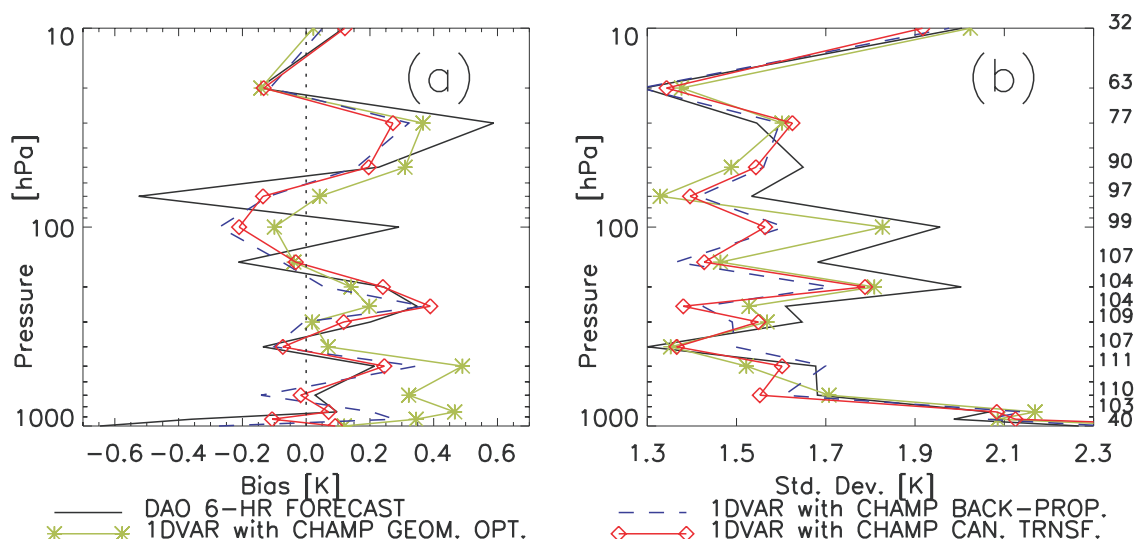 10
100
1000
[hPa]
Pressure
(a)
−0.6 −0.4 −0.2 0.0 0.2 0.4 0.6
Bias [K]
10
100
1000
[hPa]
Pressure
(b)
1.3 1.5 1.7 1.9 2.1 2.3
Std. Dev. [K]
32
63
77
90
97
99
107
104
104
109
107
111
110
103
40
DAO 6−HR FORECAST
1DVAR with CHAMP GEOM. OPT.
1DVAR with CHAMP BACK−PROP.
1DVAR with CHAMP CAN. TRNSF.